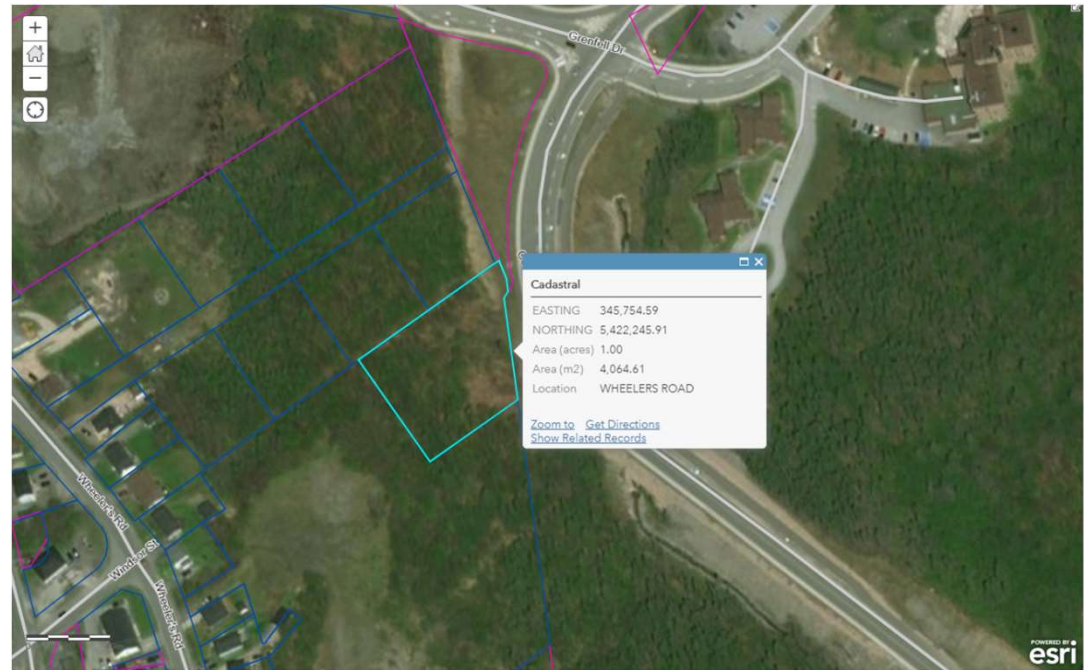 +
−
Grenfell Dr
Cadastral
EASTING 345,754.59
NORTHING 5,422,245.91
Area (acres) 1.00
Area (m2) 4,064.61
Location WHEELERS ROAD
Zoom to Get Directions
Show Related Records
Wheeler's Rd
Windsor St
Wheeler's Rd
POWERED BY
esri